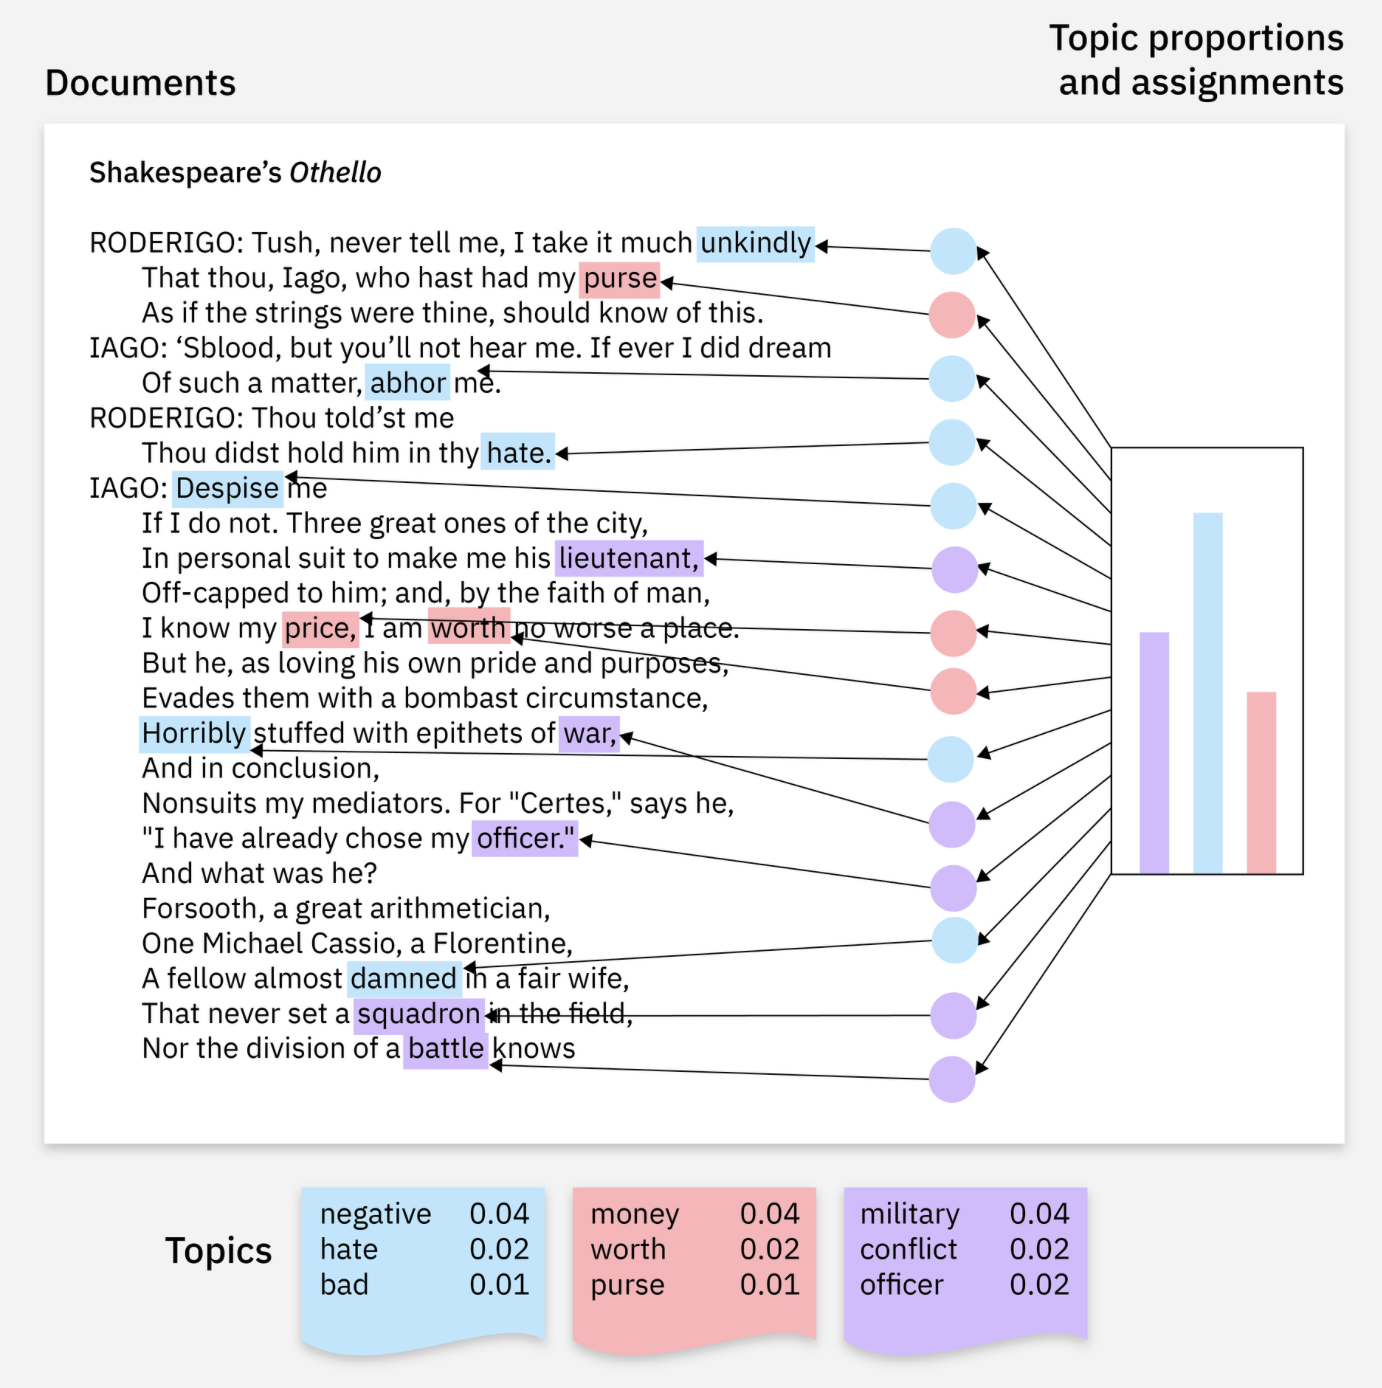 Documents
Topic proportions
and assignments
Shakespeare’s Othello
RODERIGO: Tush, never tell me, I take it much unkindly
That thou, Iago, who hast had my purse
As if the strings were thine, should know of this.
IAGO: ‘Sblood, but you’ll not hear me. If ever I did dream
Of such a matter, abhor me.
RODERIGO: Thou told’st me
Thou didst hold him in thy hate.
IAGO: Despise me
If I do not. Three great ones of the city,
In personal suit to make me his lieutenant,
Off-capped to him; and, by the faith of man,
I know my price, I am worth no worse a place.
But he, as loving his own pride and purposes,
Evades them with a bombast circumstance,
Horribly stuffed with epithets of war,
And in conclusion,
Nonsuits my mediators. For "Certes," says he,
"I have already chose my officer."
And what was he?
Forsooth, a great arithmetician,
One Michael Cassio, a Florentine,
A fellow almost damned in a fair wife,
That never set a squadron in the field,
Nor the division of a battle knows
Topics
negative 0.04
hate 0.02
bad 0.01
money 0.04
worth 0.02
purse 0.01
military 0.04
conflict 0.02
officer 0.02